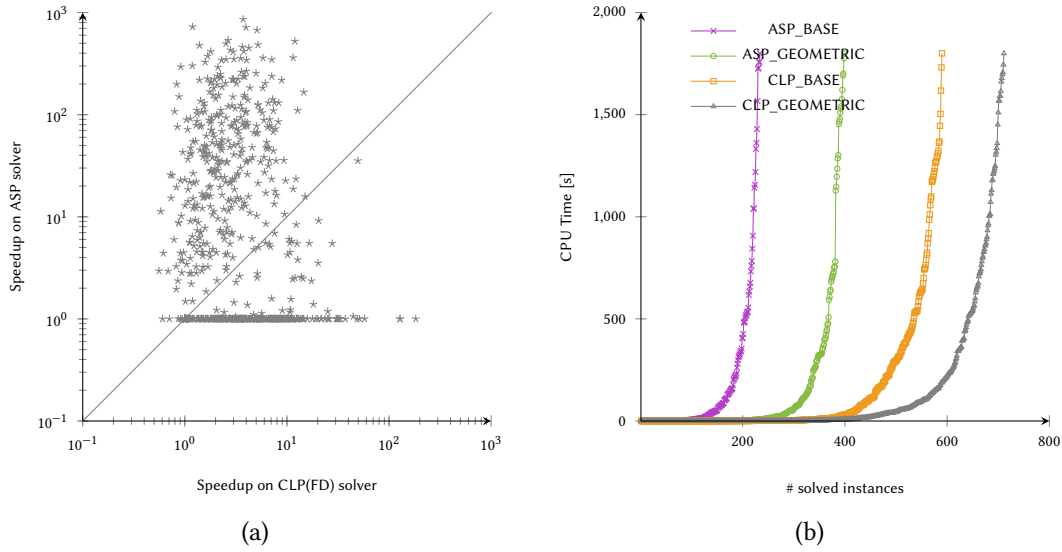 10^3
10^2
10^1
10^0
10^−1
10^−1
10^0
10^1
10^2
10^3
Speedup on ASP solver
Speedup on CLP(FD) solver
(a)
2,000
1,500
1,000
500
0
200
400
600
800
CPU Time [s]
# solved instances
ASP_BASE
ASP_GEOMETRIC
CLP_BASE
CLP_GEOMETRIC
(b)